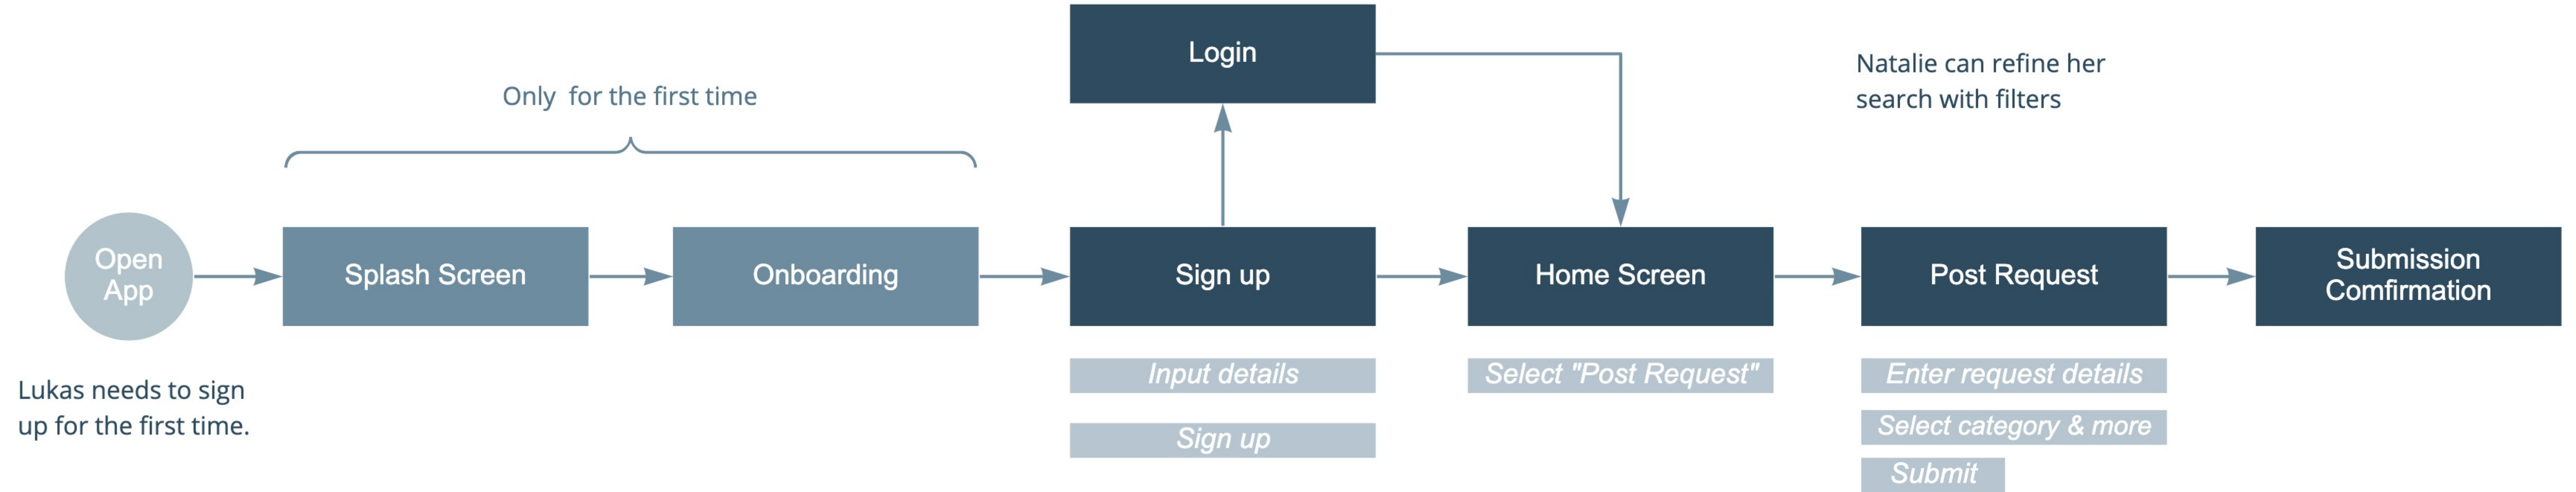 Login
Natalie can refine her
search with filters
Only for the first time
Open
App
Splash Screen
Onboarding
Sign up
Home Screen
Post Request
Submission
Comfirmation
Lukas needs to sign
up for the first time.
Input details
Sign up
Select "Post Request"
Enter request details
Select category & more
Submit